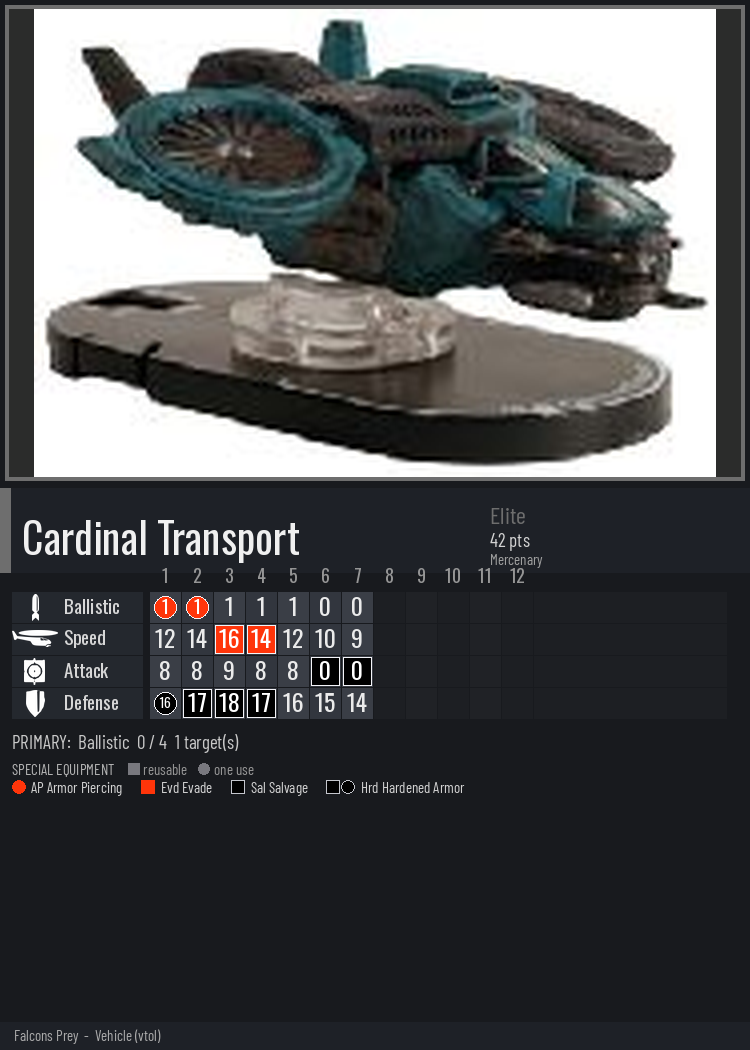 Cardinal Transport
Elite
42 pts
Mercenary
1 2 3 4 5 6 7 8 9 10 11 12
Ballistic 1 1 1 1 1 0 0
Speed 12 14 16 14 12 10 9
Attack 8 8 9 8 8 0 0
Defense 16 17 18 17 16 15 14
PRIMARY: Ballistic 0 / 4 1 target(s)
SPECIAL EQUIPMENT reusable one use
AP Armor Piercing Evd Evade Sal Salvage Hrd Hardened Armor
Falcons Prey - Vehicle (vtol)